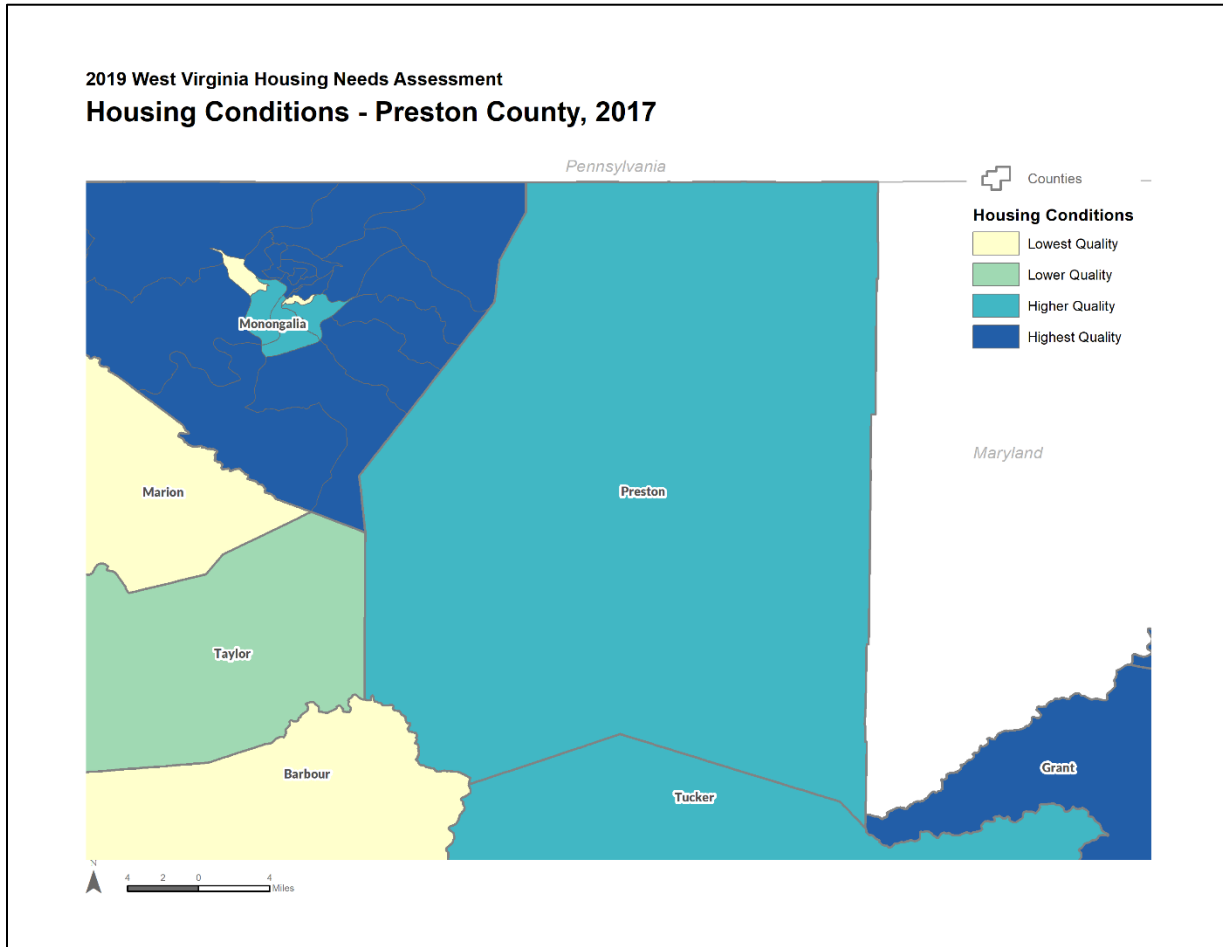 2019 West Virginia Housing Needs Assessment
Housing Conditions - Preston County, 2017
Pennsylvania
Counties
Housing Conditions
Lowest Quality
Lower Quality
Higher Quality
Highest Quality
Monongalia
Maryland
Marion
Preston
Taylor
Barbour
Grant
Tucker
N
4 2 0 4
Miles